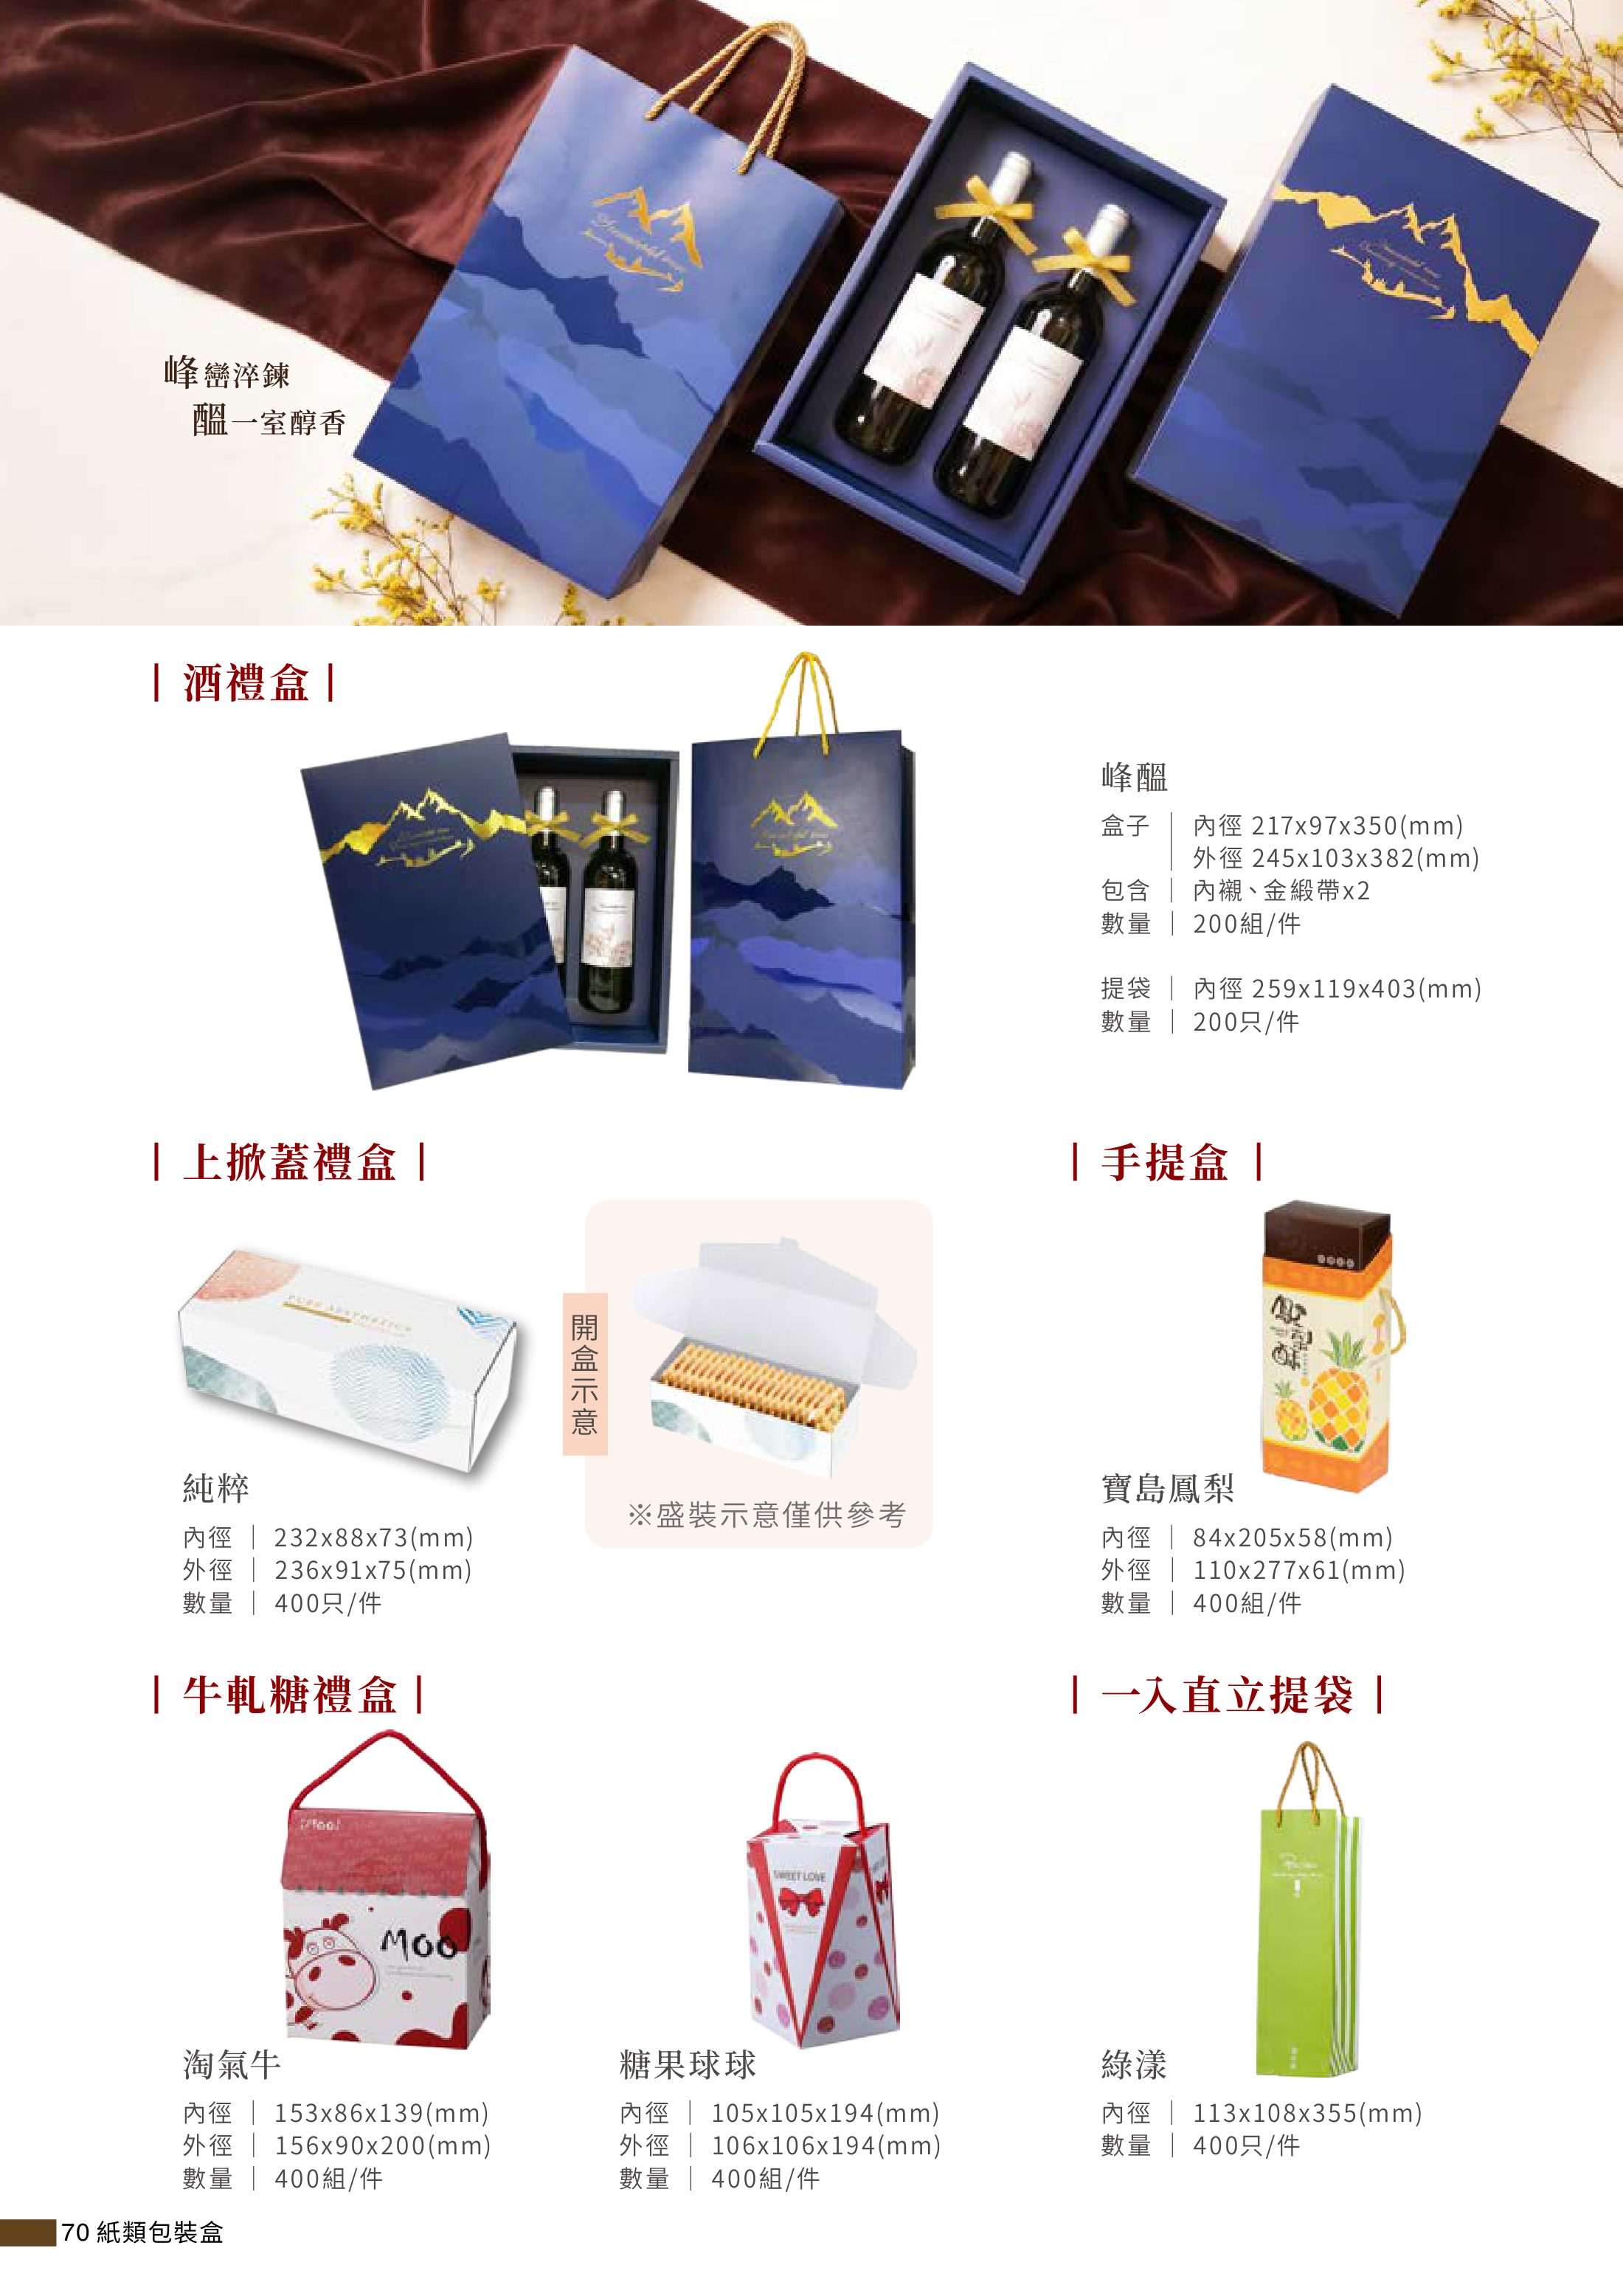 峰巒淬鍊
醞一室醇香
｜酒禮盒｜
峰醞
盒子｜內徑 217x97x350(mm)
外徑 245x103x382(mm)
包含｜內襯、金緞帶x2
數量｜200組/件
提袋｜內徑 259x119x403(mm)
數量｜200只/件
｜上掀蓋禮盒｜
PURE AESTHETICS
開盒示意
※盛裝示意僅供參考
純粹
內徑｜232x88x73(mm)
外徑｜236x91x75(mm)
數量｜400只/件
｜手提盒｜
鳳梨酥
寶島鳳梨
內徑｜84x205x58(mm)
外徑｜110x277x61(mm)
數量｜400組/件
｜牛軋糖禮盒｜
Moo!
Moo
淘氣牛
內徑｜153x86x139(mm)
外徑｜156x90x200(mm)
數量｜400組/件
SWEET LOVE
糖果球球
內徑｜105x105x194(mm)
外徑｜106x106x194(mm)
數量｜400組/件
｜一入直立提袋｜
綠漾
內徑｜113x108x355(mm)
數量｜400只/件
70 紙類包裝盒